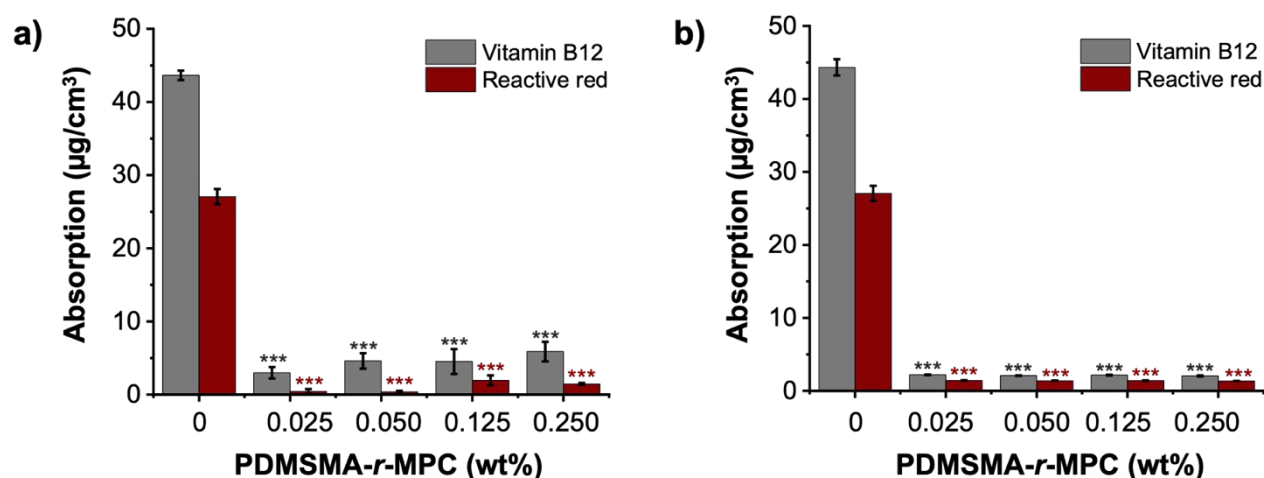 a)
Absorption (µg/cm³)
50
40
30
20
10
0
Vitamin B12
Reactive red
*** *** *** *** *** *** *** ***
0 0.025 0.050 0.125 0.250
PDMSMA-r-MPC (wt%)
b)
Absorption (µg/cm³)
50
40
30
20
10
0
Vitamin B12
Reactive red
*** *** *** *** *** *** *** ***
0 0.025 0.050 0.125 0.250
PDMSMA-r-MPC (wt%)